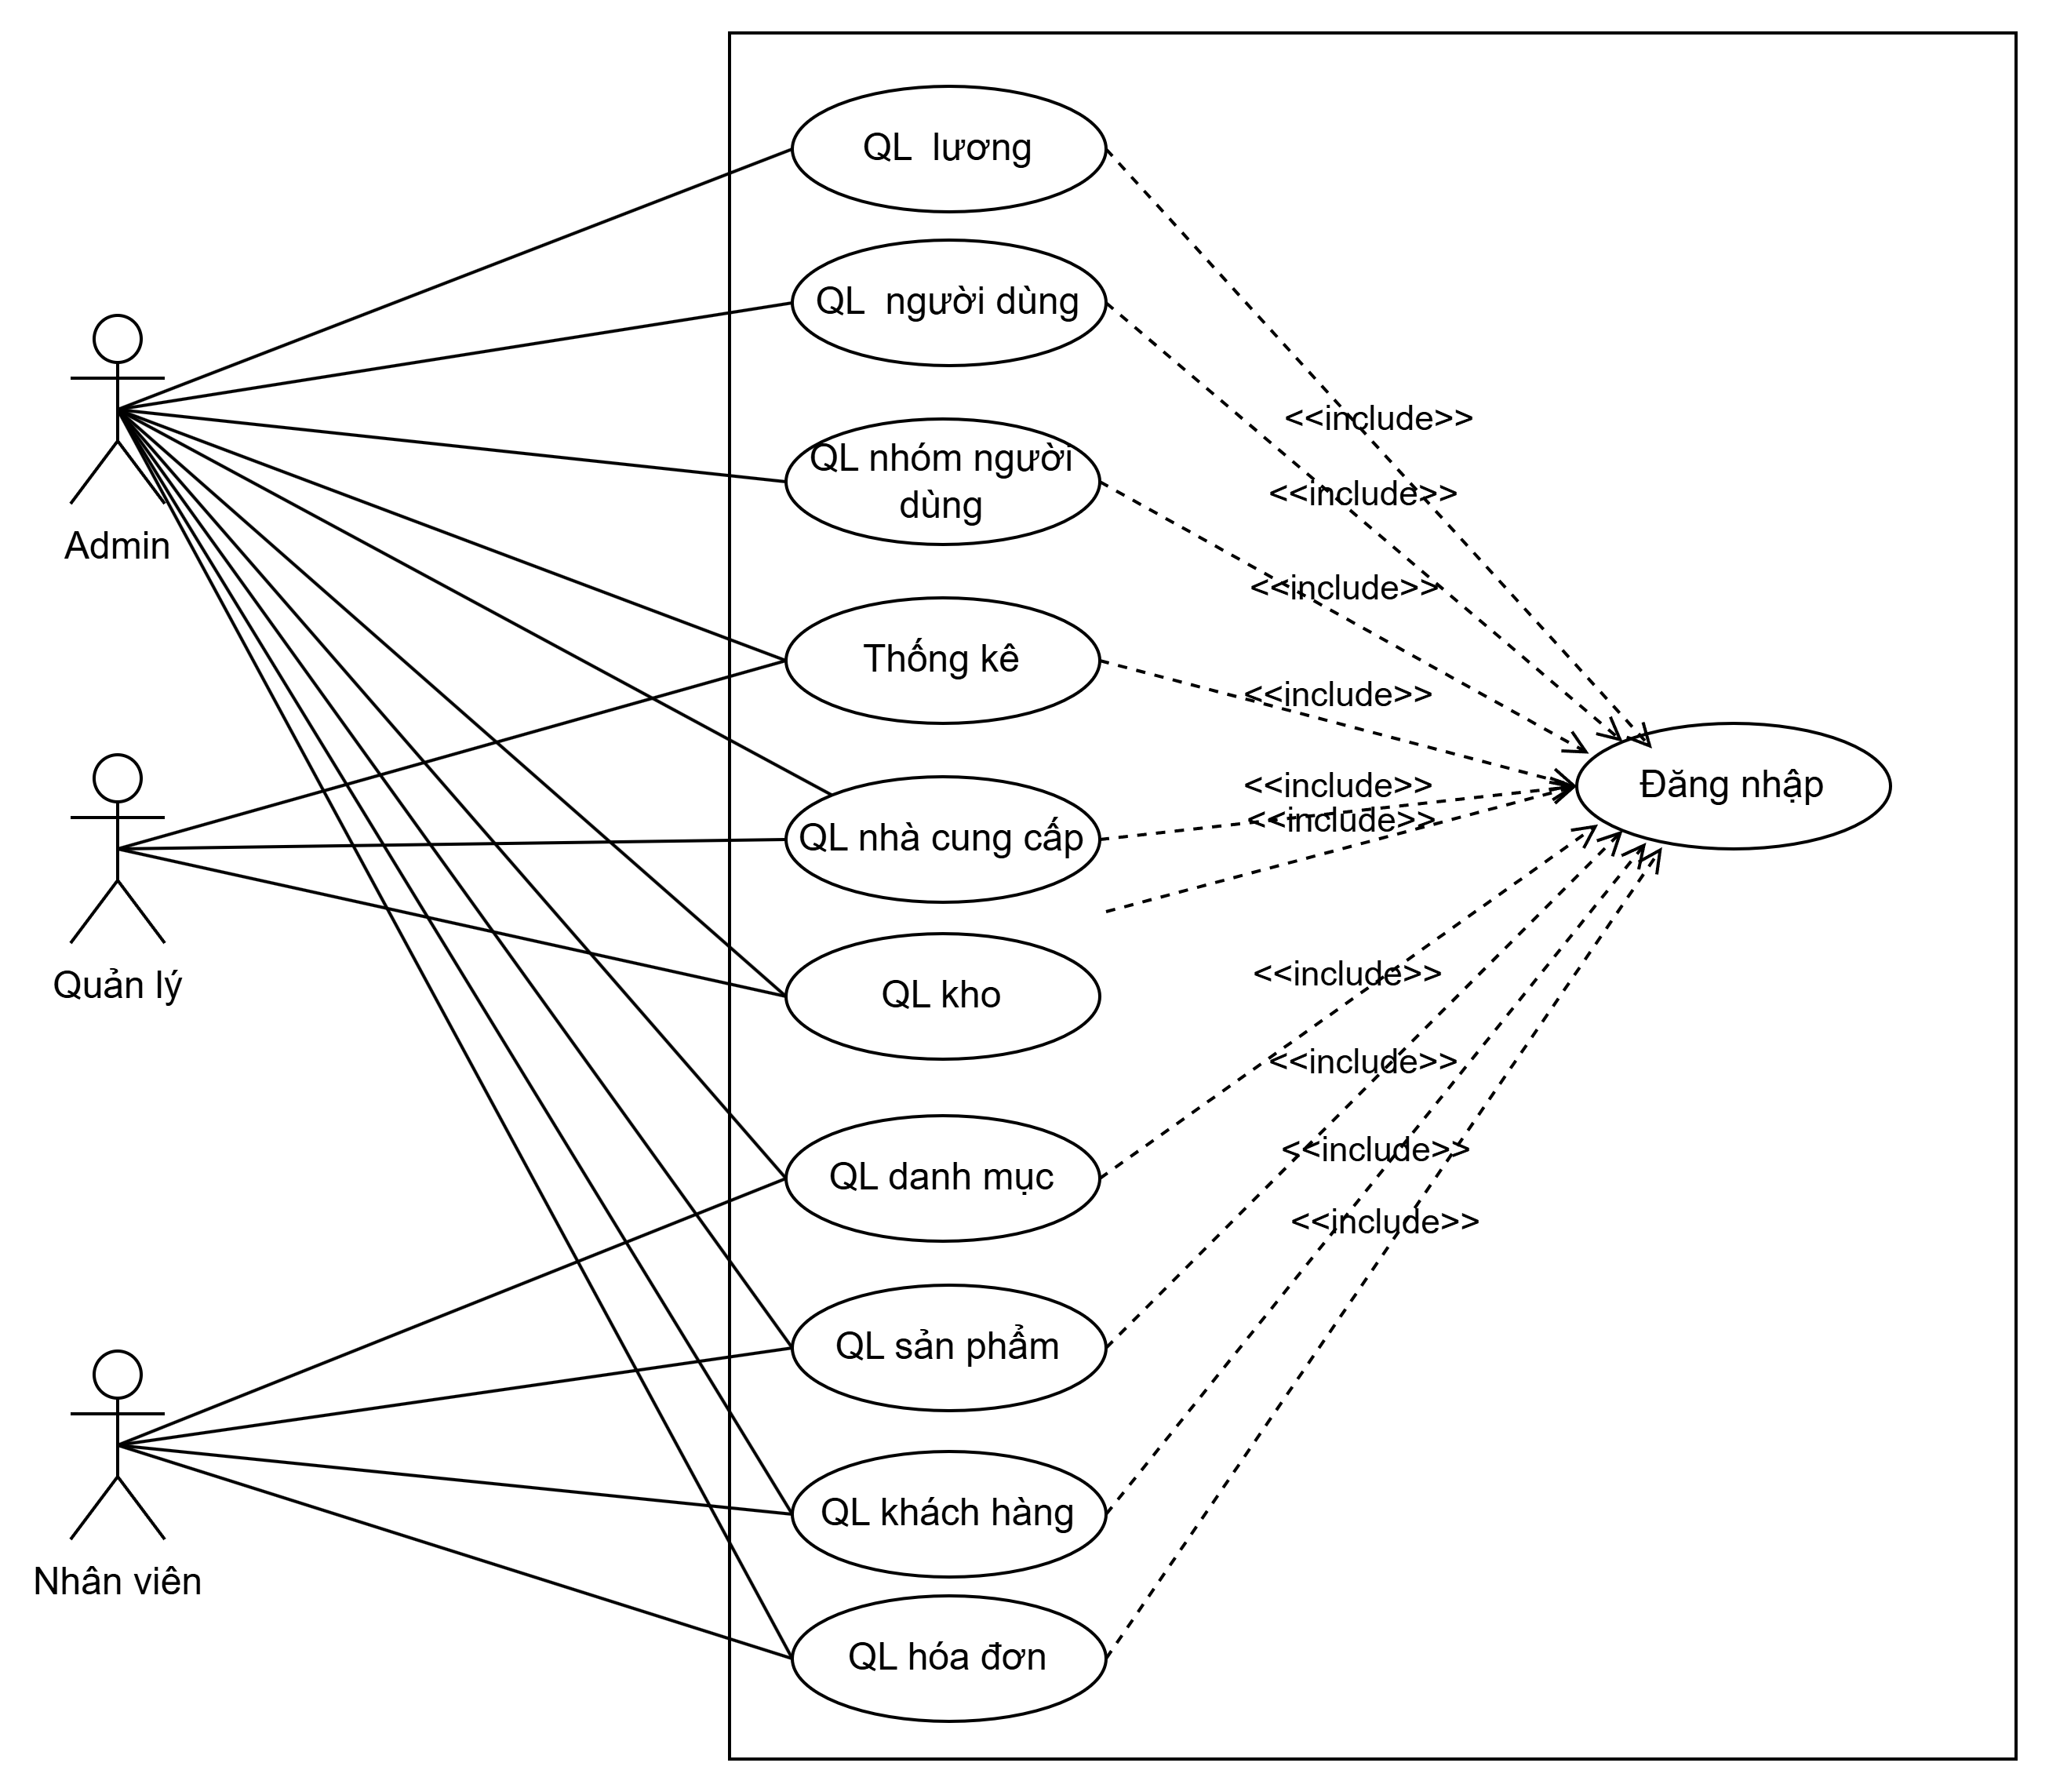 QL  lương
QL  người dùng
Admin
QL nhóm người
dùng
Thống kê
QL nhà cung cấp
Quản lý
QL kho
QL danh mục
QL sản phẩm
QL khách hàng
Nhân viên
QL hóa đơn
<<include>>
<<include>>
<<include>>
<<include>>
<<include>>
<<include>>
<<include>>
<<include>>
<<include>>
<<include>>
Đăng nhập